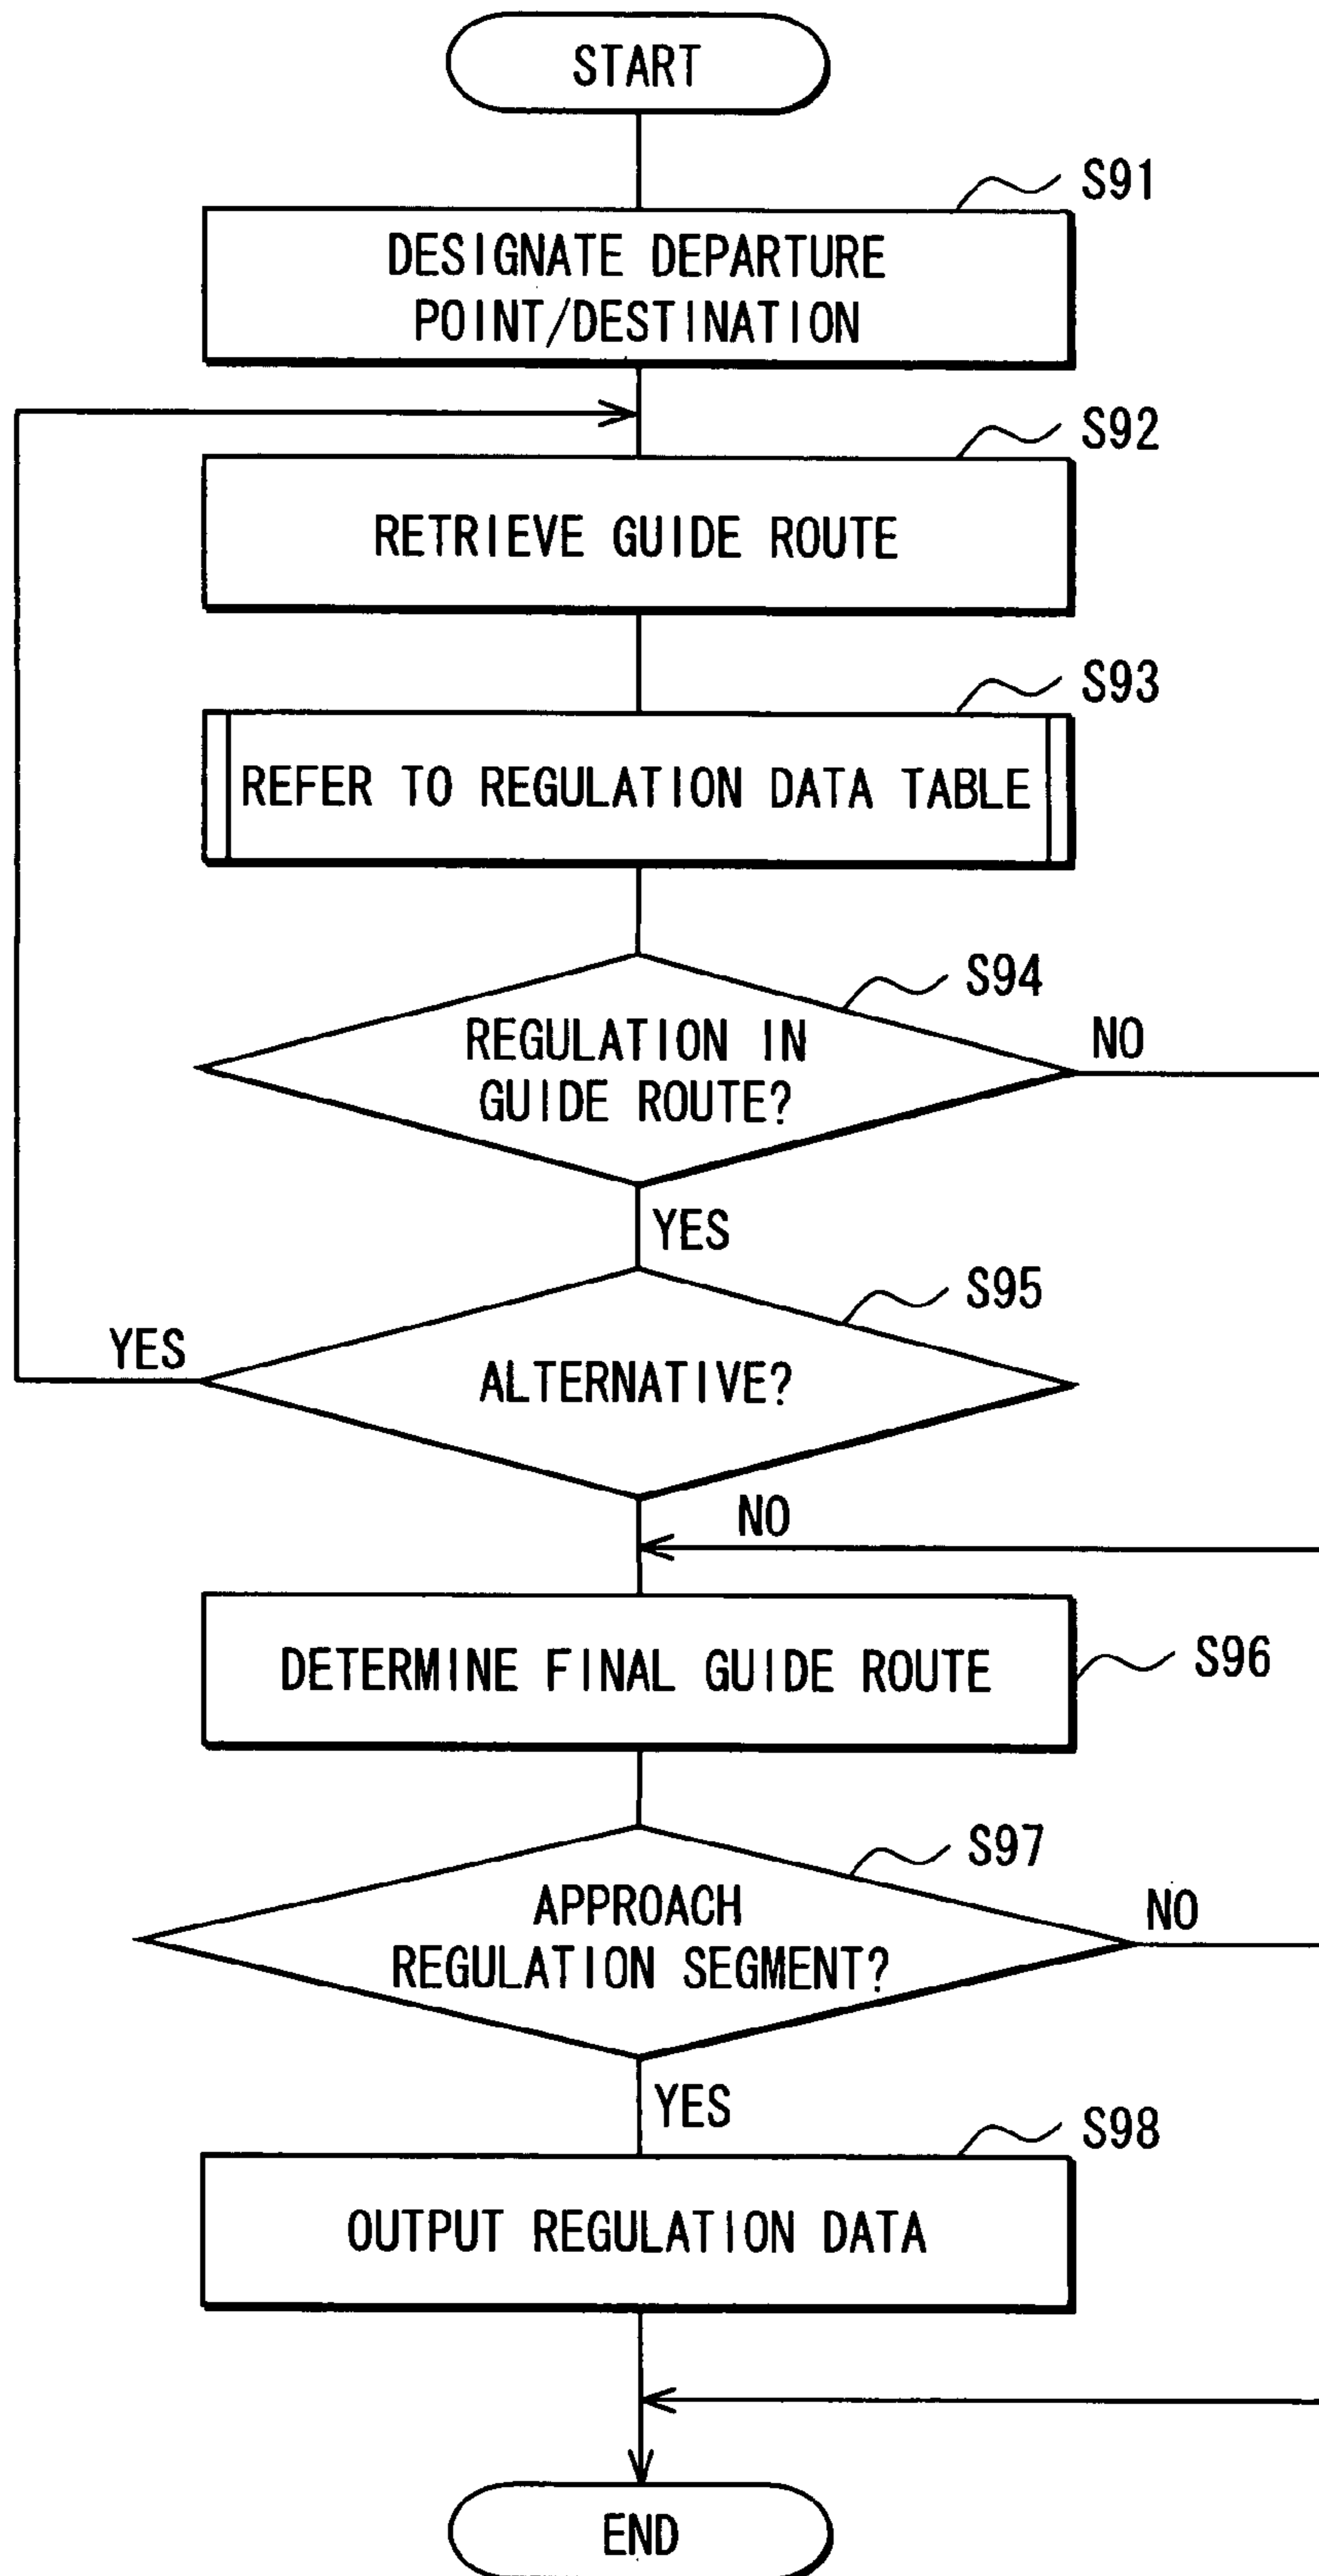 START
S91
DESIGNATE DEPARTURE
POINT/DESTINATION
S92
RETRIEVE GUIDE ROUTE
S93
REFER TO REGULATION DATA TABLE
S94
REGULATION IN
GUIDE ROUTE?
NO
YES
S95
ALTERNATIVE?
YES
NO
DETERMINE FINAL GUIDE ROUTE
S96
S97
APPROACH
REGULATION SEGMENT?
NO
YES
S98
OUTPUT REGULATION DATA
END